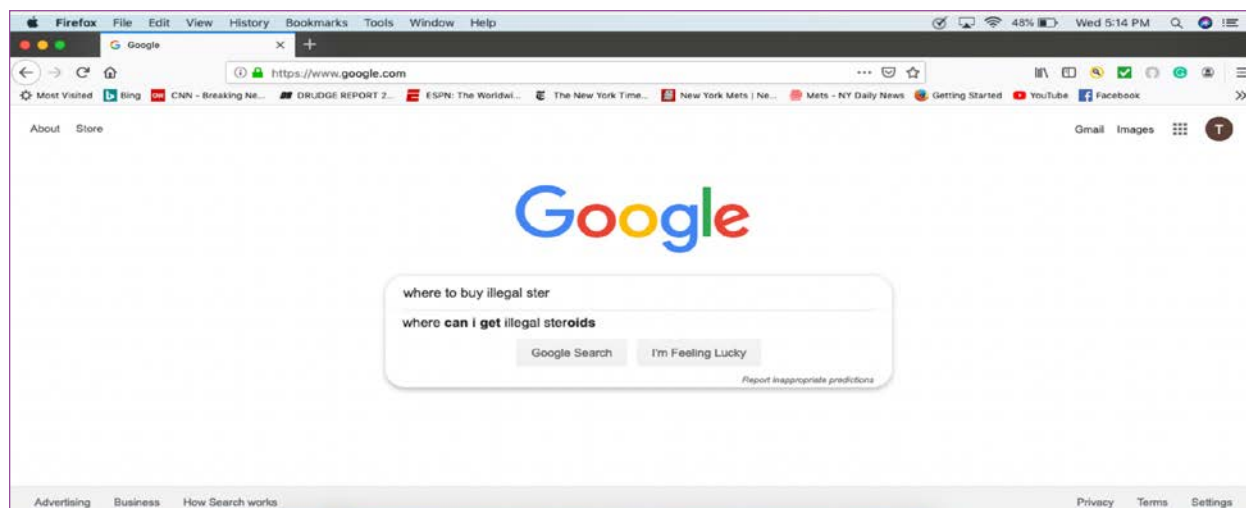 Firefox File Edit View History Bookmarks Tools Window Help 48% Wed 5:14 PM
G Google × +
https://www.google.com
Most Visited Bing CNN - Breaking Ne... DRUDGE REPORT 2... ESPN: The Worldwi... The New York Time... New York Mets | Ne... Mets - NY Daily News Getting Started YouTube Facebook
About Store Gmail Images T
Google
where to buy illegal ster
where can i get illegal steroids
Google Search I'm Feeling Lucky
Report inappropriate predictions
Advertising Business How Search works Privacy Terms Settings